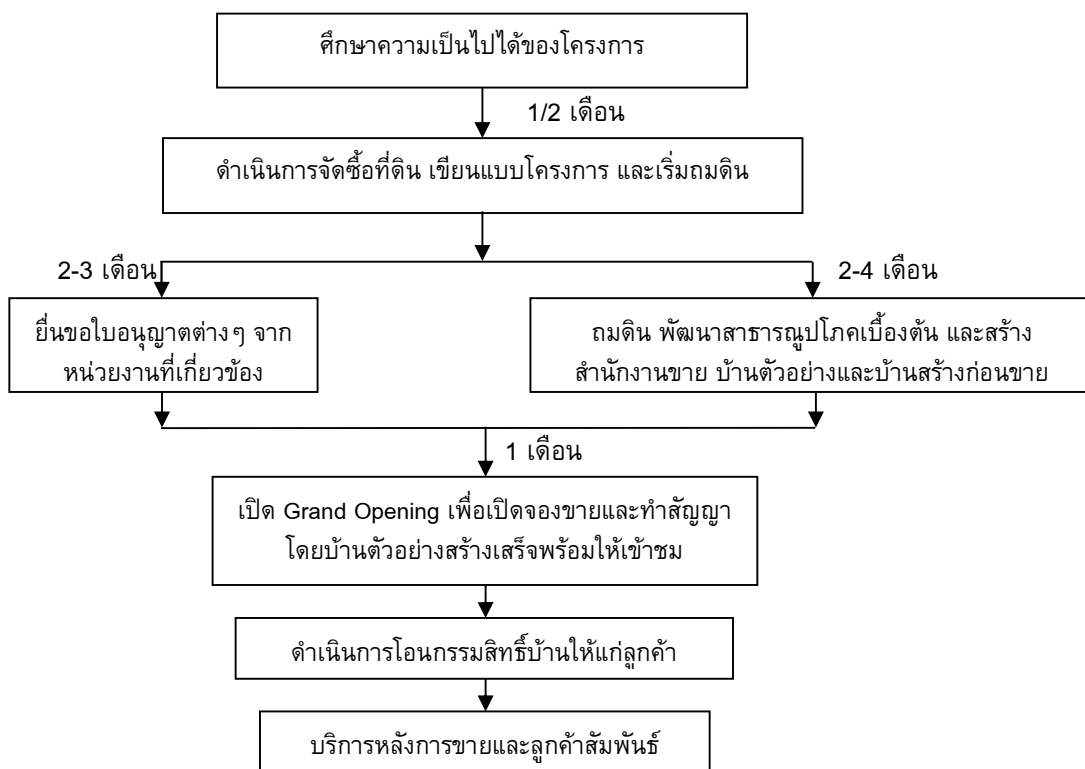 ศึกษาความเป็นไปได้ของโครงการ
1/2 เดือน
ดำเนินการจัดซื้อที่ดิน เขียนแบบโครงการ และเริ่มถมดิน
2-3 เดือน
2-4 เดือน
ยื่นขอใบอนุญาตต่างๆ จาก
หน่วยงานที่เกี่ยวข้อง
ถมดิน พัฒนาสาธารณูปโภคเบื้องต้น และสร้าง
สำนักงานขาย บ้านตัวอย่างและบ้านสร้างก่อนขาย
1 เดือน
เปิด Grand Opening เพื่อเปิดจองขายและทำสัญญา
โดยบ้านตัวอย่างสร้างเสร็จพร้อมให้เข้าชม
ดำเนินการโอนกรรมสิทธิ์บ้านให้แก่ลูกค้า
บริการหลังการขายและลูกค้าสัมพันธ์